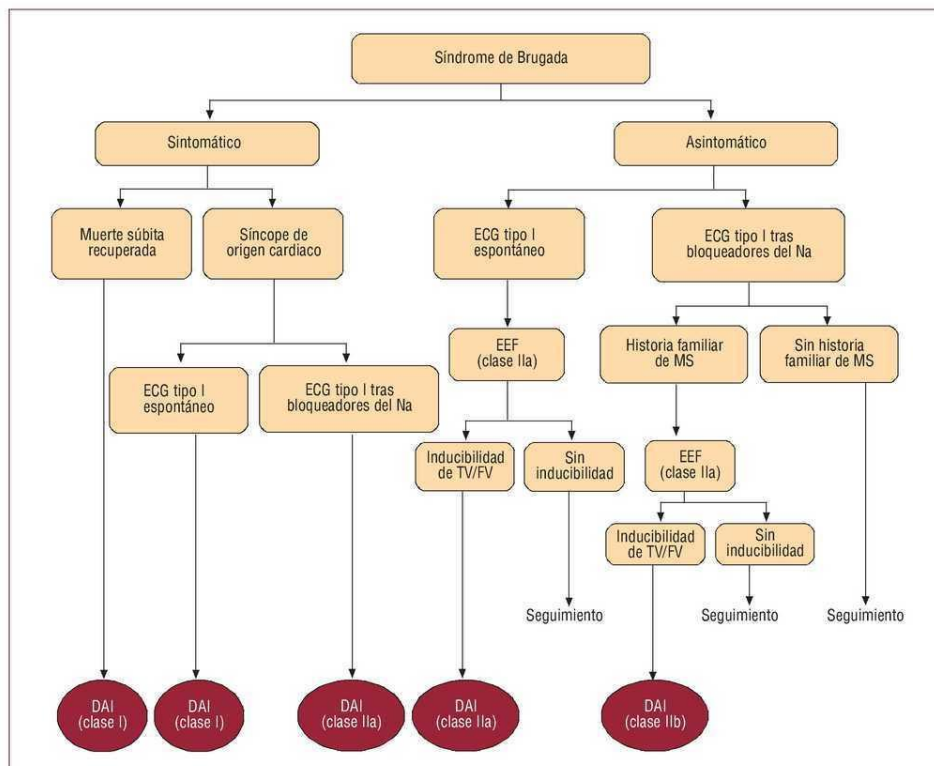 Síndrome de Brugada
Sintomático
Asintomático
Muerte súbita
recuperada
Síncope de
origen cardiaco
ECG tipo I
espontáneo
ECG tipo I tras
bloqueadores del Na
EEF
(clase IIa)
Historia familiar
de MS
Sin historia
familiar de MS
ECG tipo I
espontáneo
ECG tipo I tras
bloqueadores del Na
Inducibilidad
de TV/FV
Sin
inducibilidad
EEF
(clase IIa)
Inducibilidad
de TV/FV
Sin
inducibilidad
Seguimiento
Seguimiento
Seguimiento
DAI
(clase I)
DAI
(clase I)
DAI
(clase IIa)
DAI
(clase IIa)
DAI
(clase IIb)